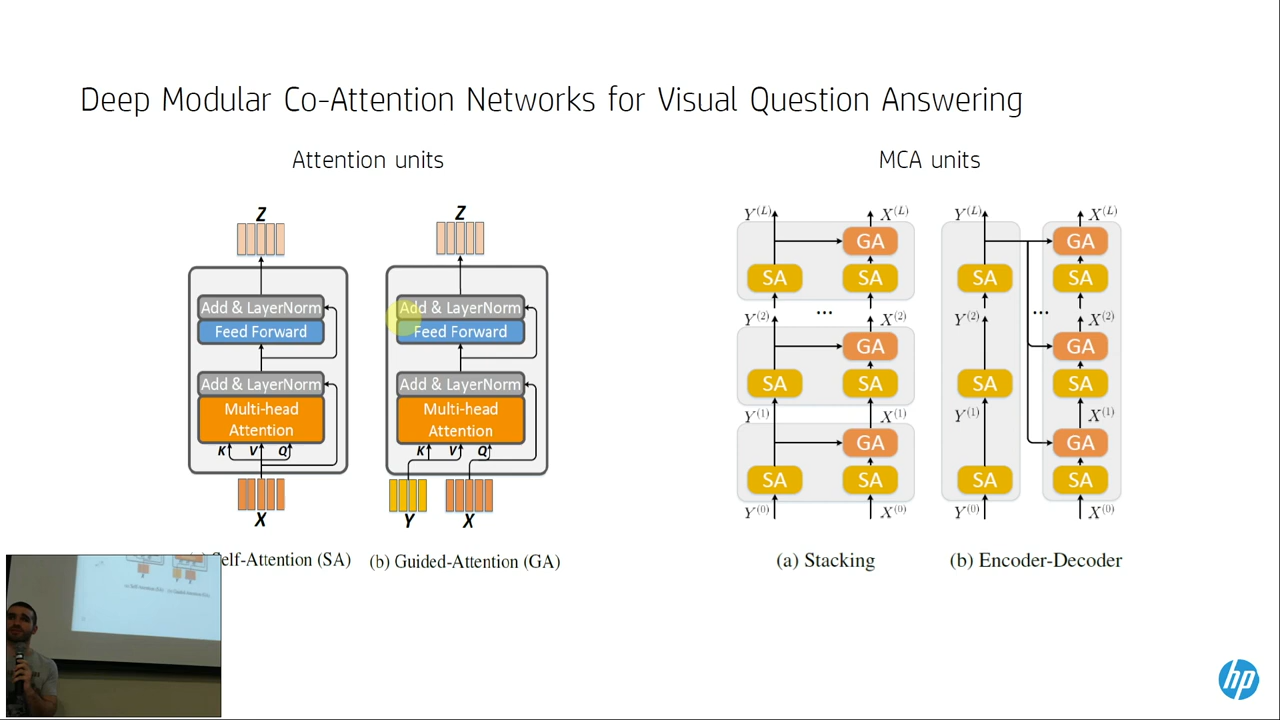 Deep Modular Co-Attention Networks for Visual Question Answering
Attention units
Z
Add & LayerNorm
Feed Forward
Add & LayerNorm
Multi-head
Attention
K V Q
X
Self-Attention (SA)
Z
Add & LayerNorm
Feed Forward
Add & LayerNorm
Multi-head
Attention
K V Q
Y X
(b) Guided-Attention (GA)
MCA units
Y(L) X(L)
GA
SA SA
...
Y(2) X(2)
GA
SA SA
Y(1) X(1)
GA
SA SA
Y(0) X(0)
(a) Stacking
Y(L) X(L)
GA
SA SA
...
Y(2) X(2)
GA
SA SA
Y(1) X(1)
GA
SA SA
Y(0) X(0)
(b) Encoder-Decoder
hp